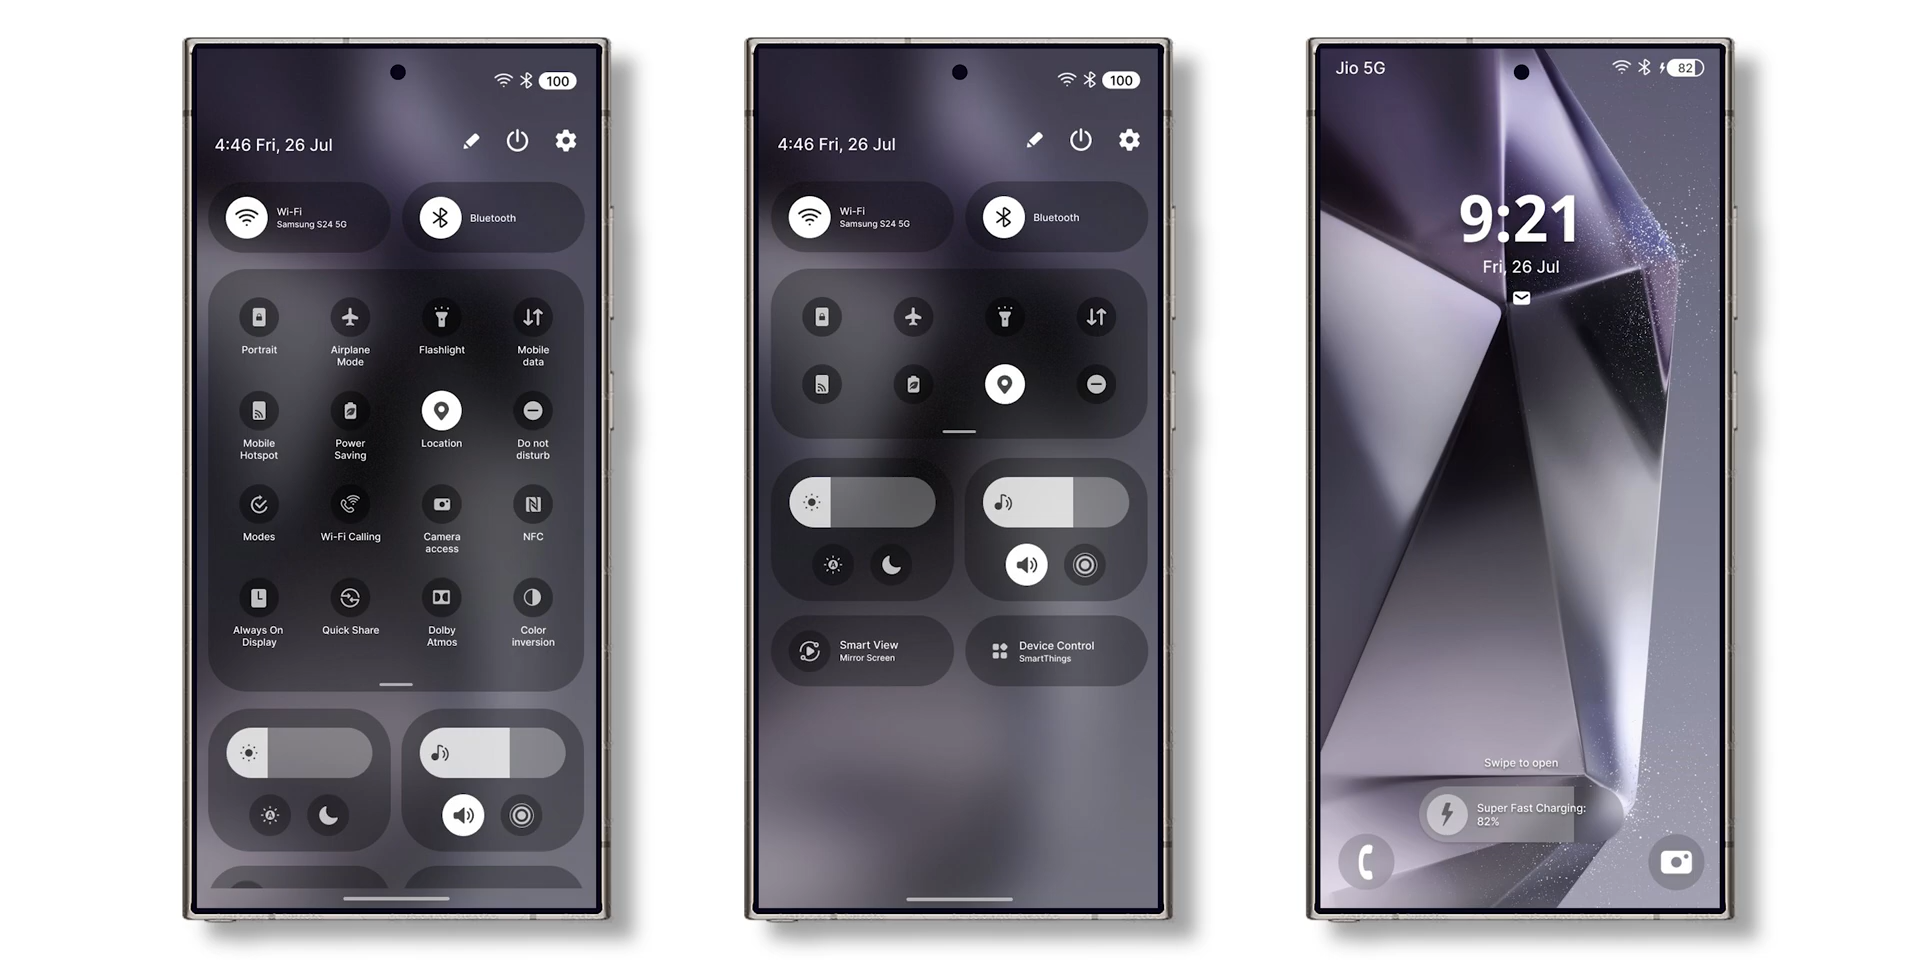 100
4:46 Fri, 26 Jul
Wi-Fi
Samsung S24 5G
Bluetooth
Portrait
Airplane
Mode
Flashlight
Mobile
data
Mobile
Hotspot
Power
Saving
Location
Do not
disturb
Modes
Wi-Fi Calling
Camera
access
NFC
Always On
Display
Quick Share
Dolby
Atmos
Color
inversion
100
4:46 Fri, 26 Jul
Wi-Fi
Samsung S24 5G
Bluetooth
Smart View
Mirror Screen
Device Control
SmartThings
Jio 5G
82
9:21
Fri, 26 Jul
Swipe to open
Super Fast Charging:
82%